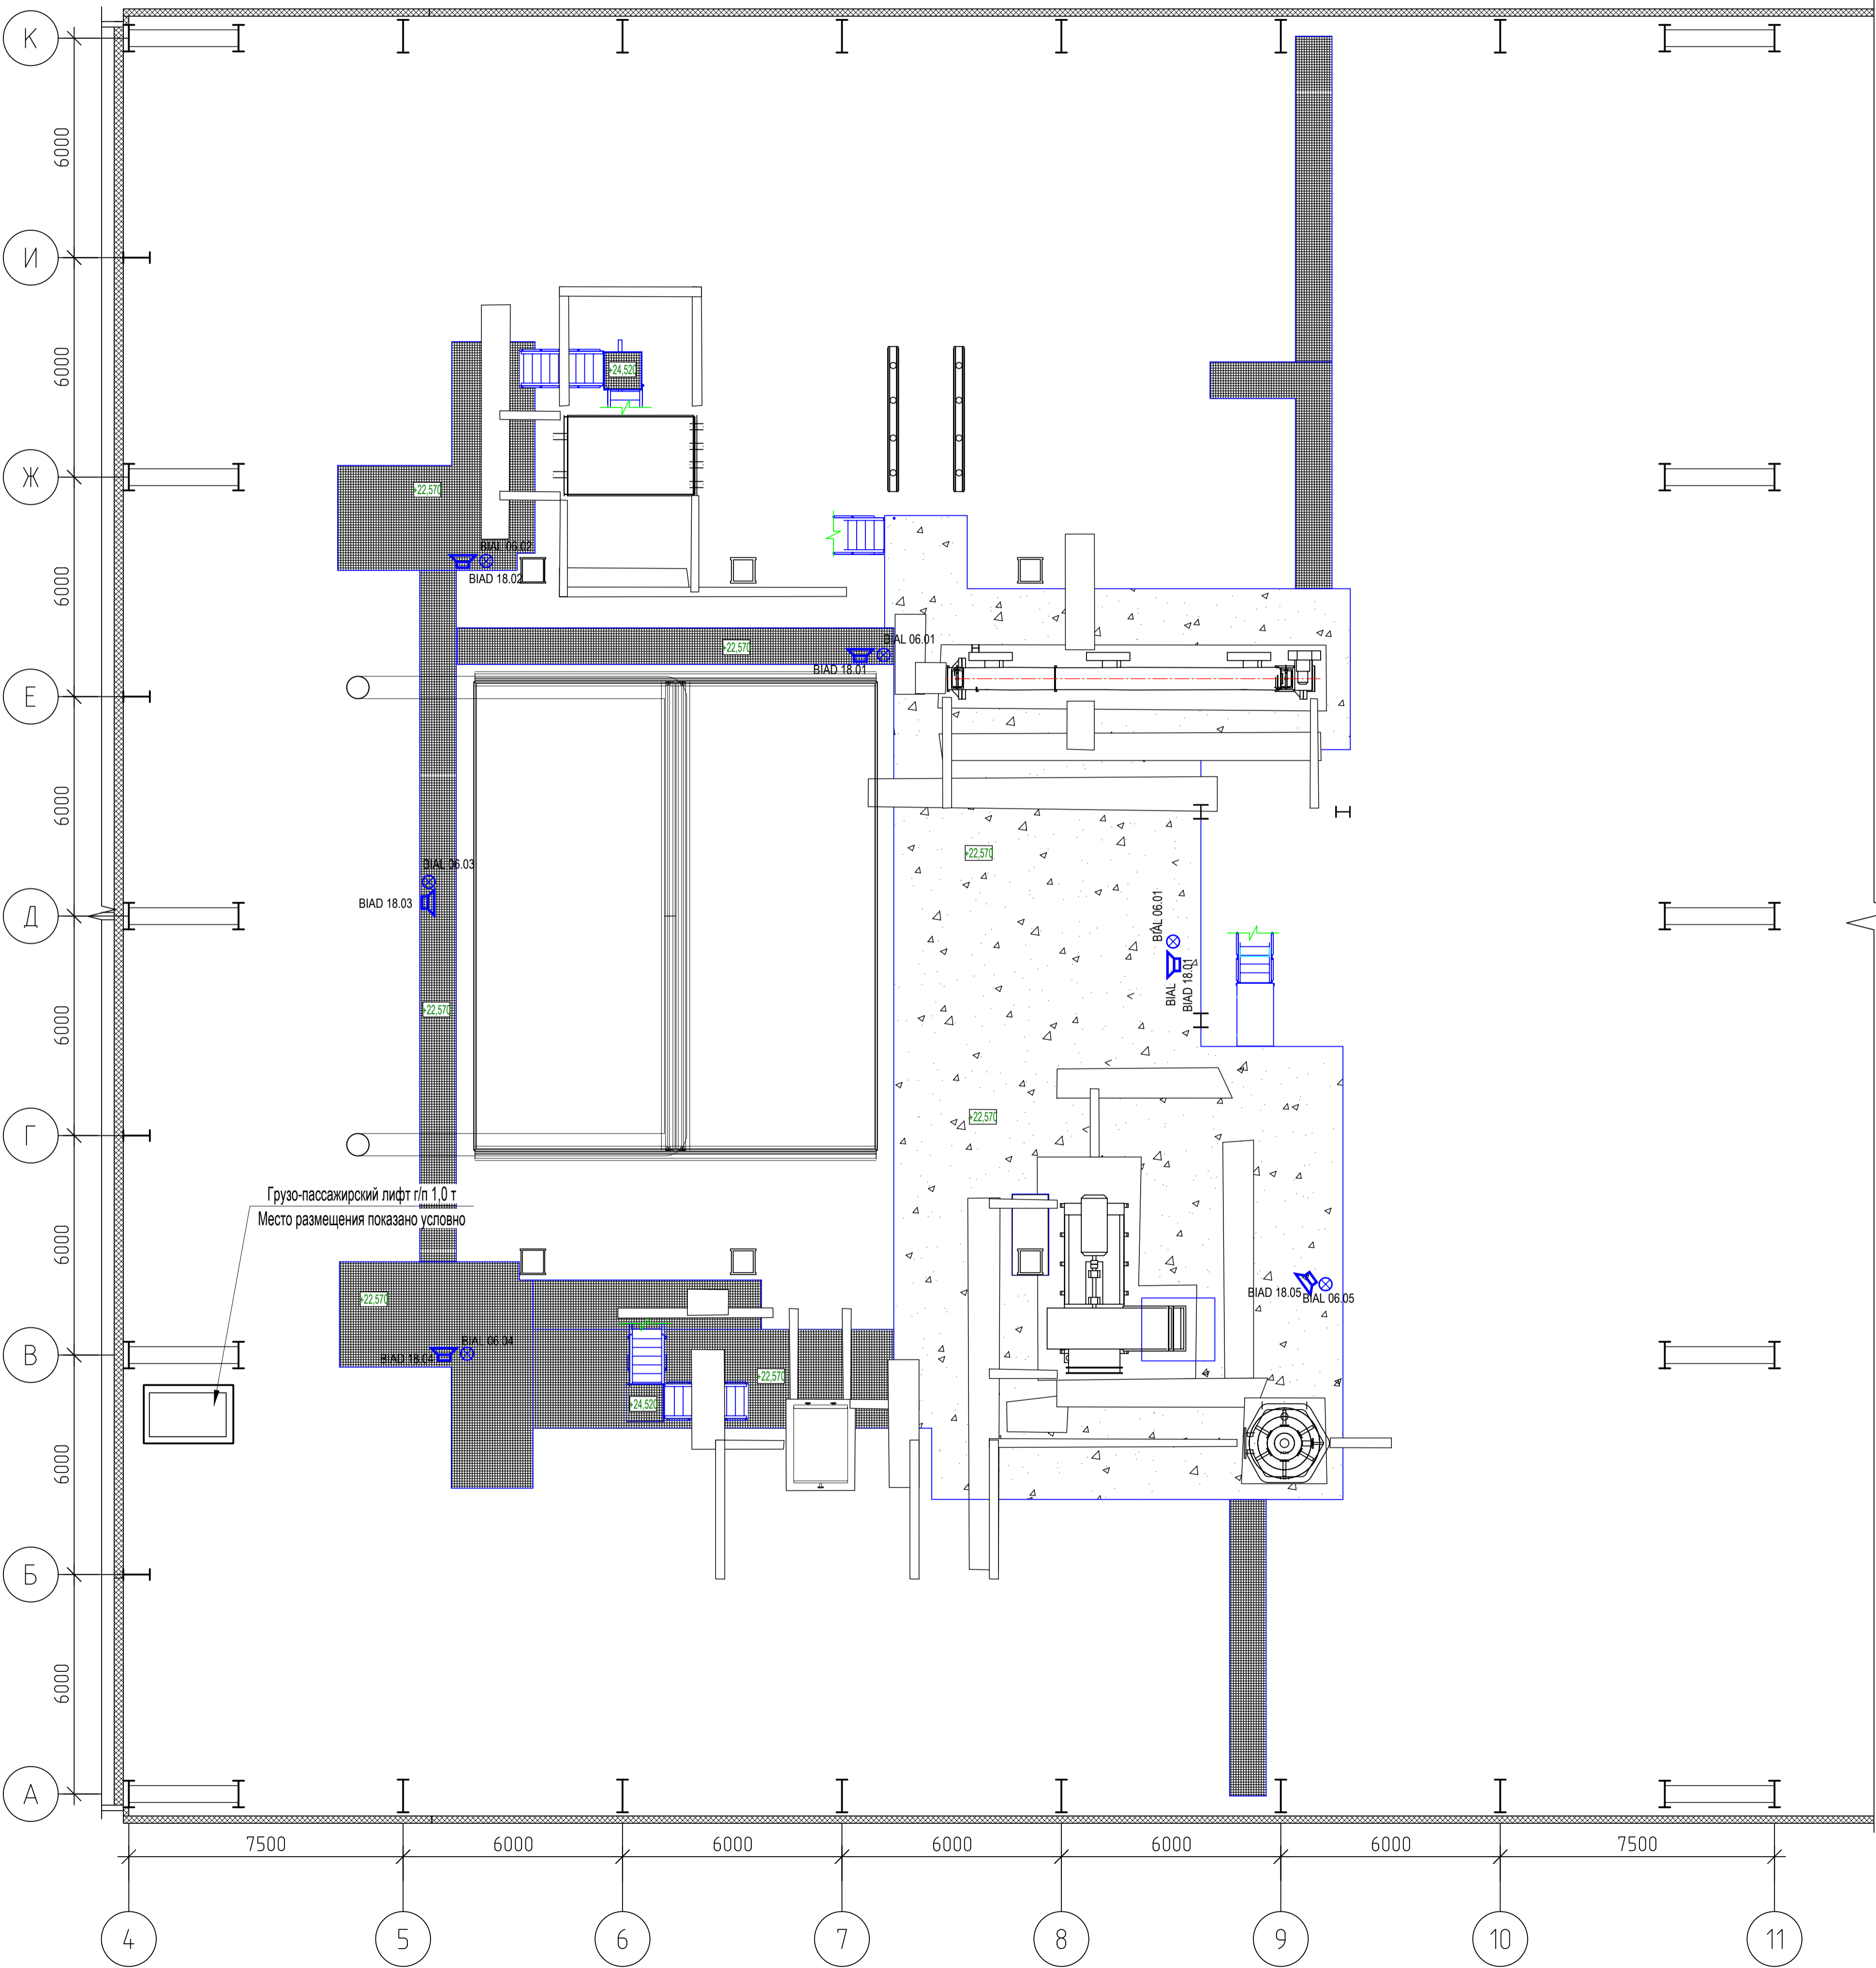 К
6000
И
6000
+24,520
Ж
+22,570
BIAL 06.02
BIAD 18.02
6000
+22,570
BIAL 06.01
BIAD 18.01
Е
6000
+22,570
BIAL 06.03
BIAD 18.03
Д
BIAL 06.01
BIAL
BIAD 18.01
+22,570
6000
+22,570
Г
Грузо-пассажирский лифт г/п 1,0 т
Место размещения показано условно
6000
+22,570
BIAD 18.05
BIAL 06.05
BIAL 06.04
BIAD 18.04
В
+22,570
+24,520
6000
Б
6000
А
7500
6000
6000
6000
6000
6000
7500
4
5
6
7
8
9
10
11